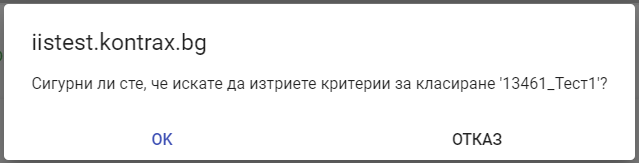 iistest.kontrax.bg
Сигурни ли сте, че искате да изтриете критерии за класиране '13461_Тест1'?
OK
ОТКАЗ